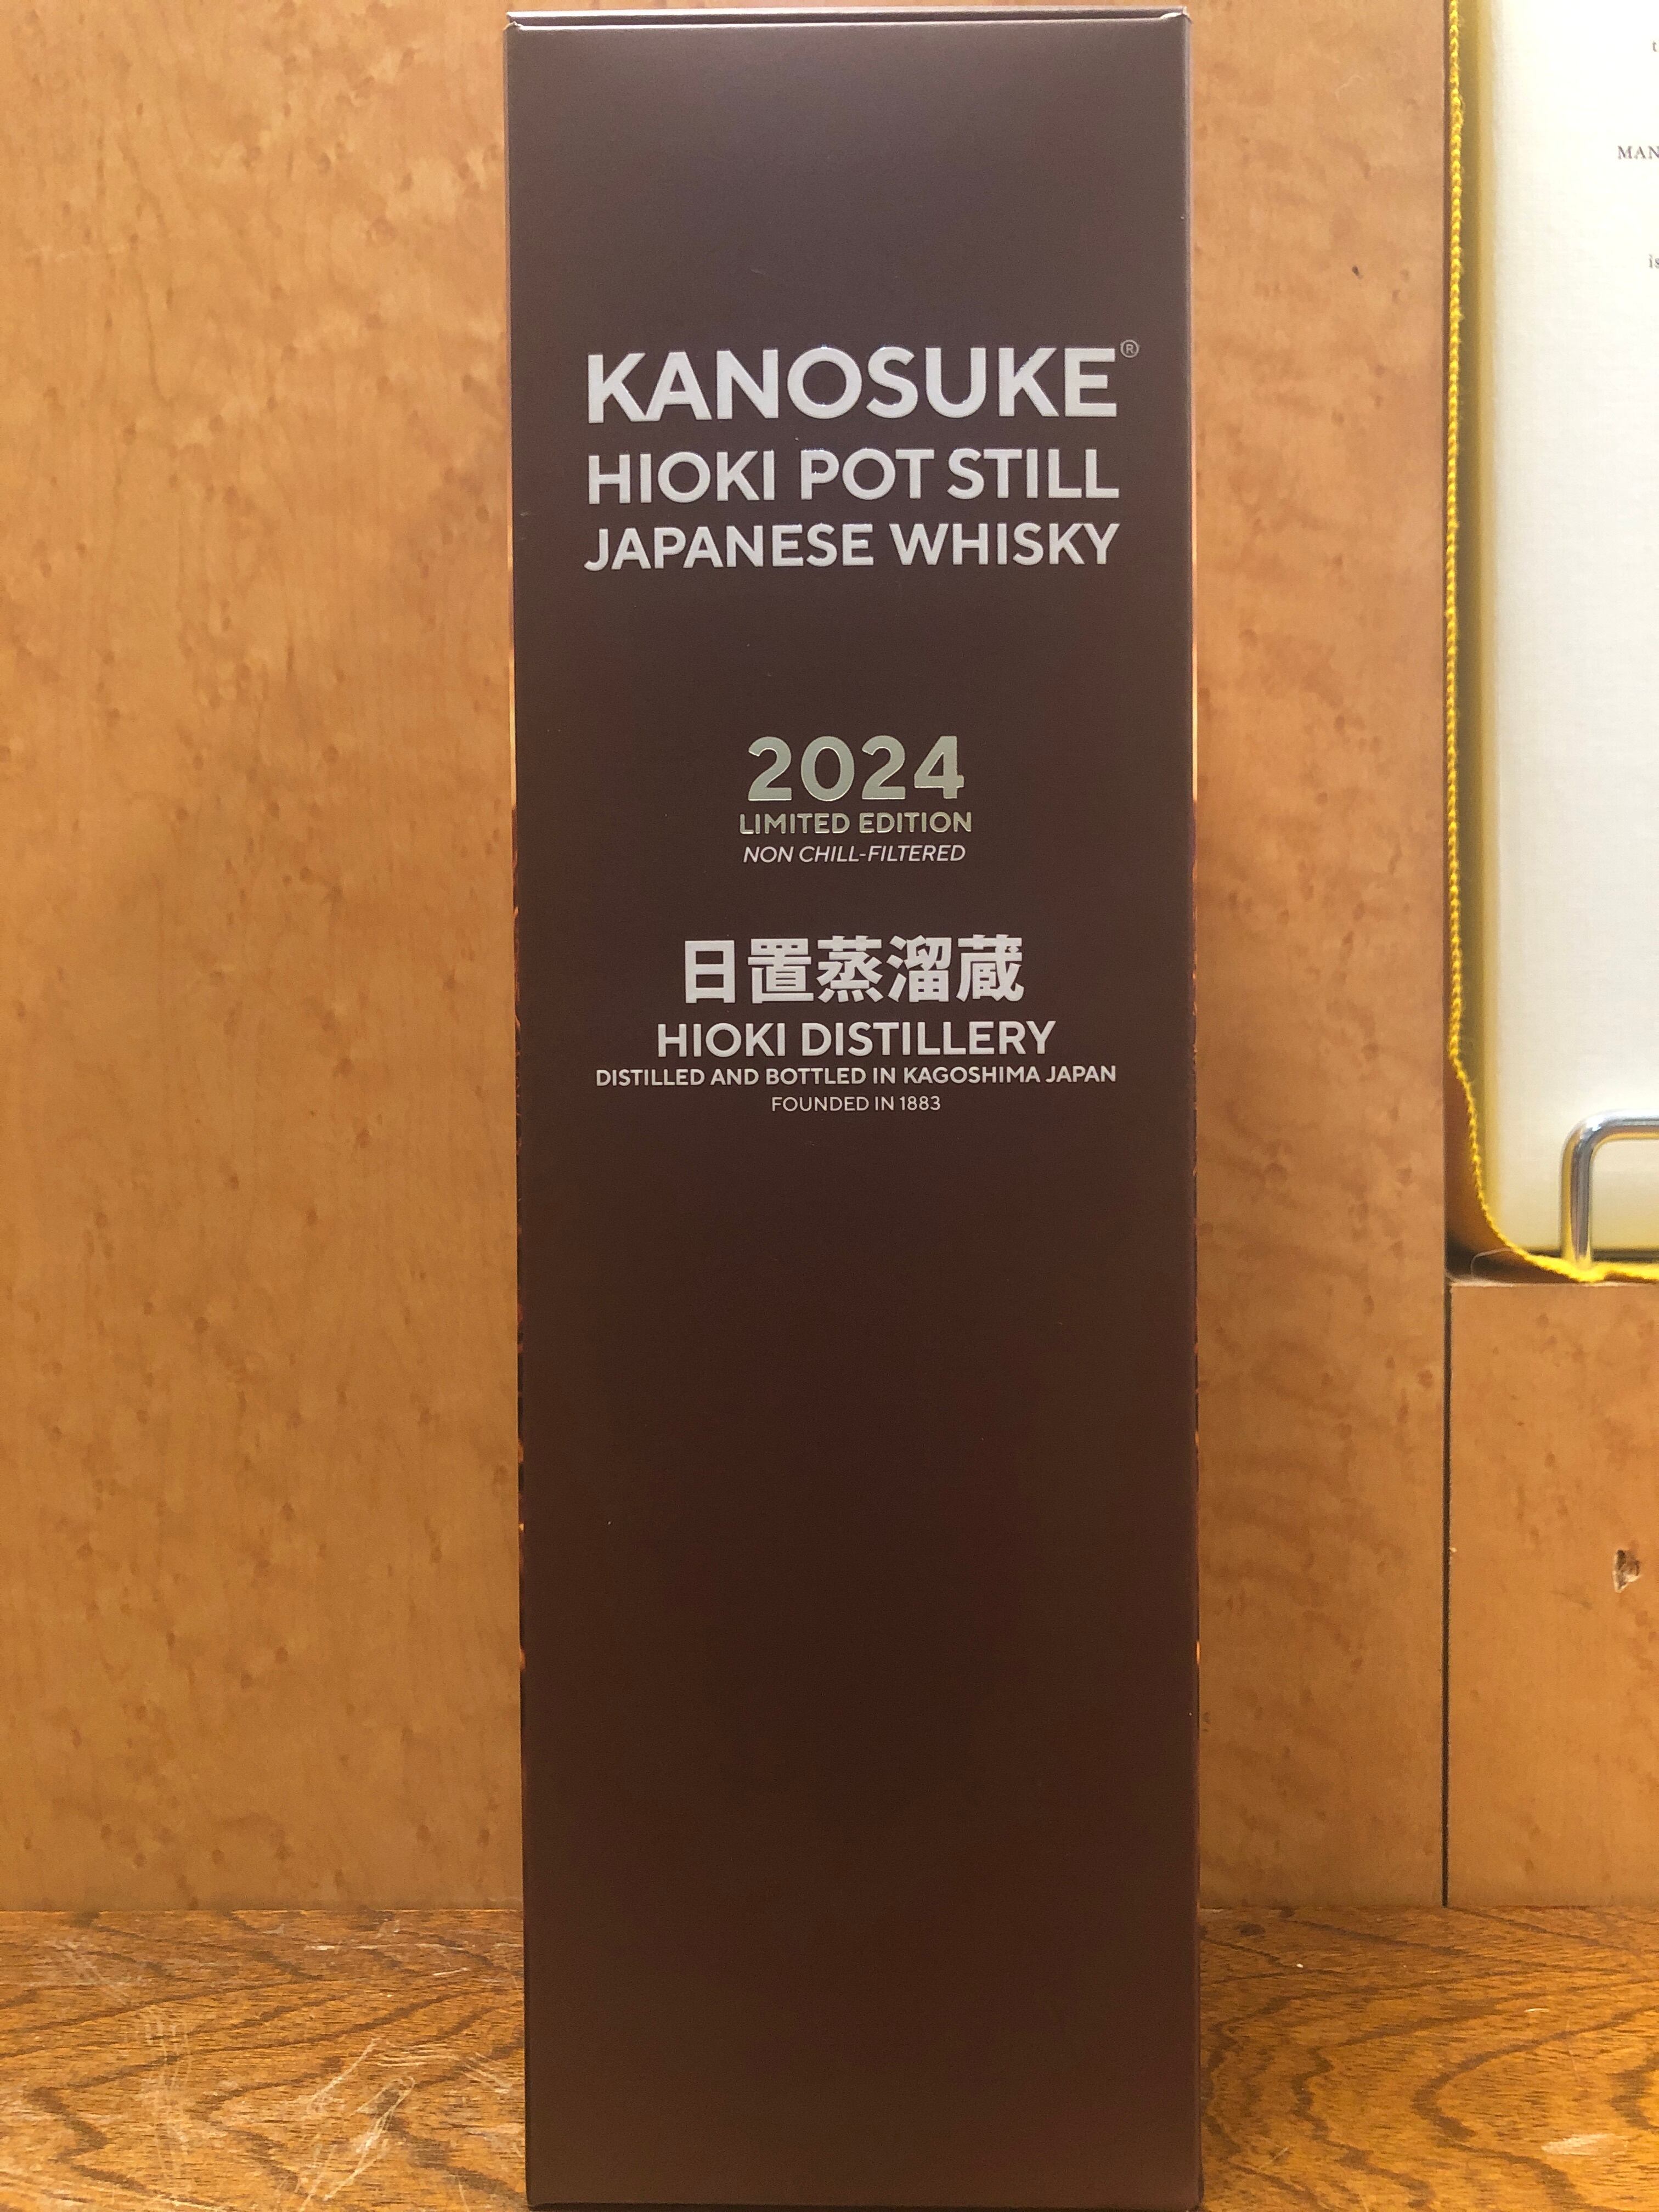 KANOSUKE®
HIOKI POT STILL
JAPANESE WHISKY
2024
LIMITED EDITION
NON CHILL-FILTERED
日置蒸溜蔵
HIOKI DISTILLERY
DISTILLED AND BOTTLED IN KAGOSHIMA JAPAN
FOUNDED IN 1883